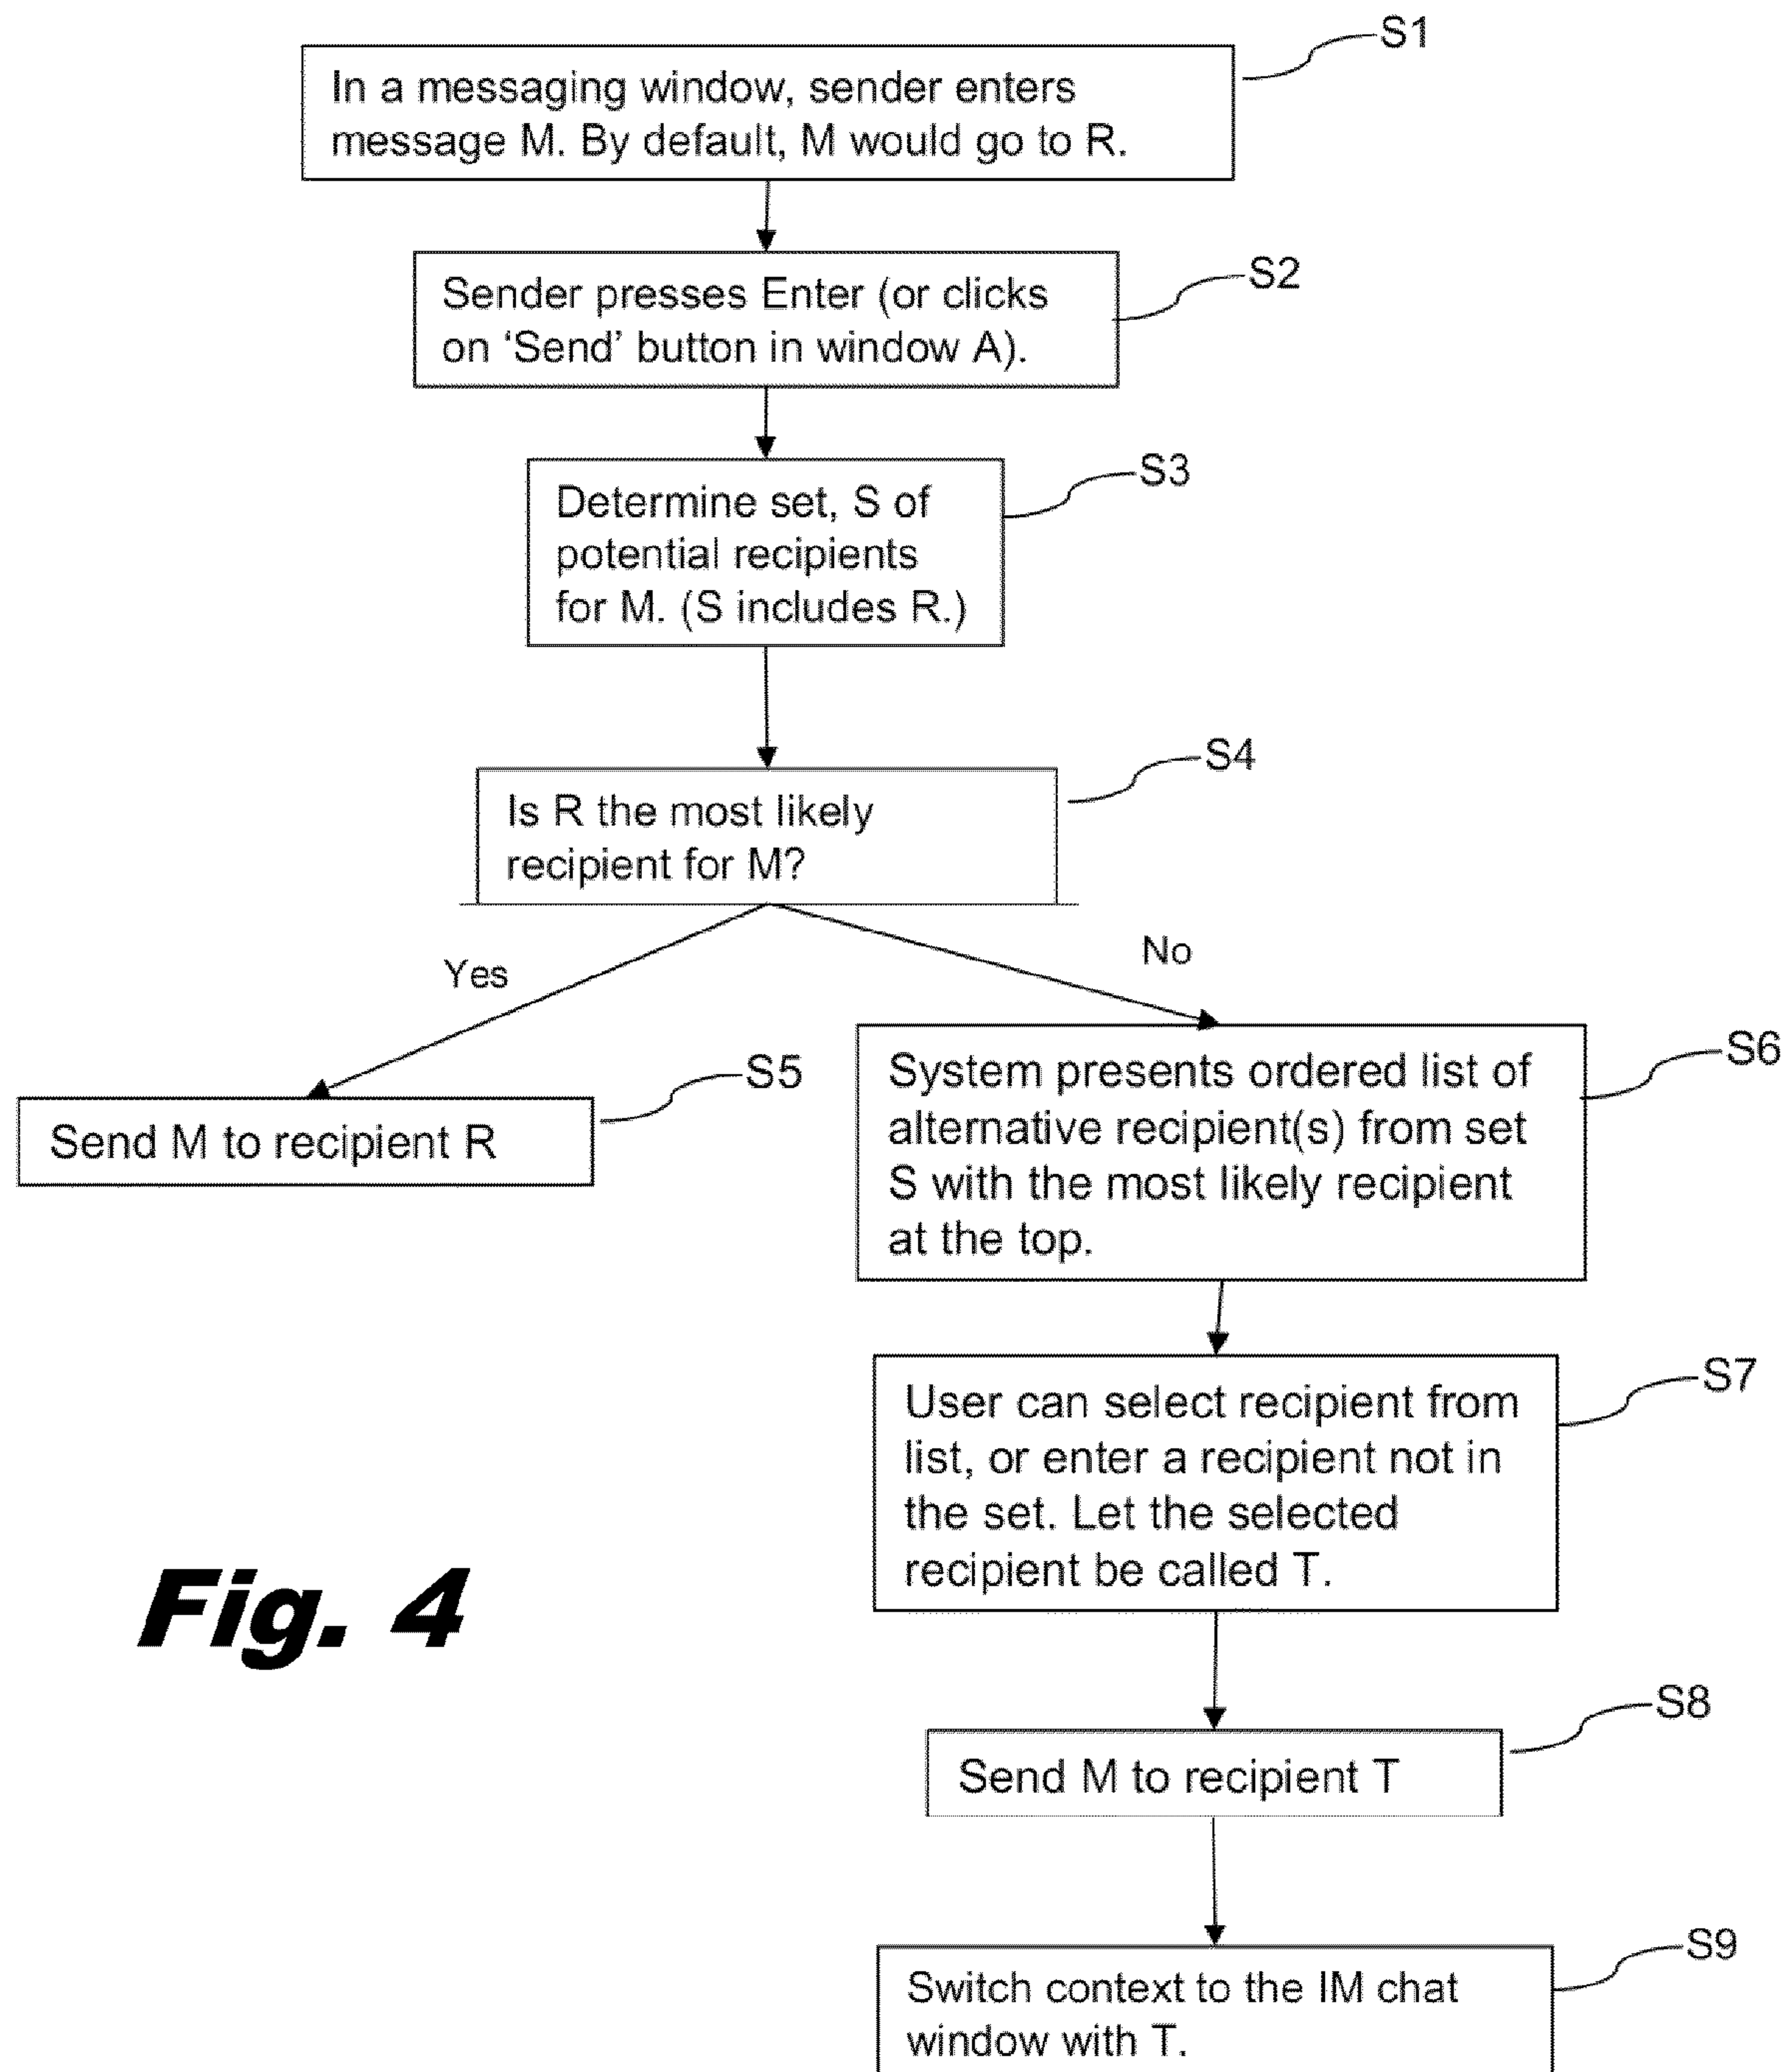 S1
In a messaging window, sender enters
message M. By default, M would go to R.
S2
Sender presses Enter (or clicks
on ‘Send’ button in window A).
S3
Determine set, S of
potential recipients
for M. (S includes R.)
S4
Is R the most likely
recipient for M?
Yes
No
S5
Send M to recipient R
S6
System presents ordered list of
alternative recipient(s) from set
S with the most likely recipient
at the top.
S7
User can select recipient from
list, or enter a recipient not in
the set. Let the selected
recipient be called T.
Fig. 4
S8
Send M to recipient T
S9
Switch context to the IM chat
window with T.